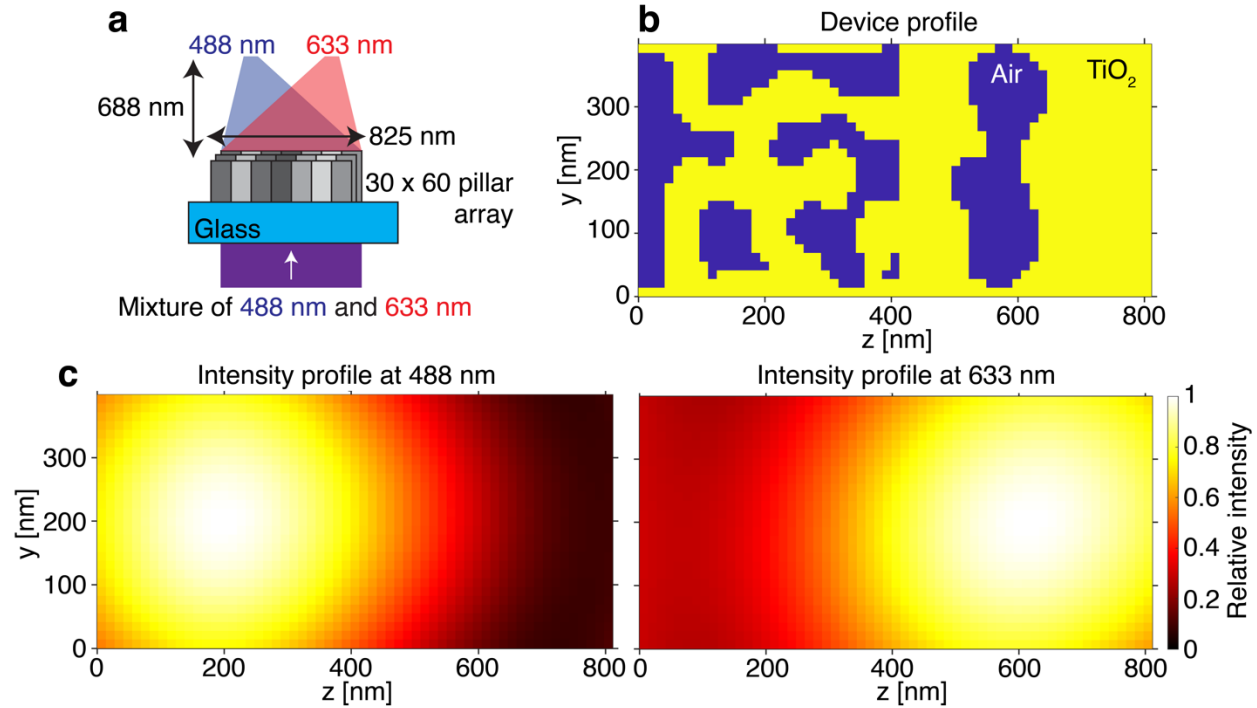 a
488 nm 633 nm
688 nm
825 nm
30 x 60 pillar
array
Glass
Mixture of 488 nm and 633 nm
b
Device profile
Air
TiO₂
300
200
100
0
y [nm]
0 200 400 600 800
z [nm]
c
Intensity profile at 488 nm
300
200
100
0
y [nm]
0 200 400 600 800
z [nm]
Intensity profile at 633 nm
0 200 400 600 800
z [nm]
1
0.8
0.6
0.4
0.2
0
Relative intensity